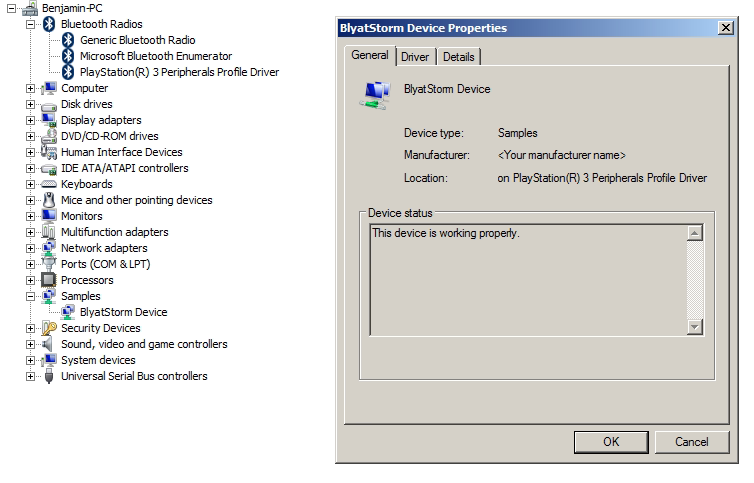 Benjamin-PC
Bluetooth Radios
Generic Bluetooth Radio
Microsoft Bluetooth Enumerator
PlayStation(R) 3 Peripherals Profile Driver
Computer
Disk drives
Display adapters
DVD/CD-ROM drives
Human Interface Devices
IDE ATA/ATAPI controllers
Keyboards
Mice and other pointing devices
Monitors
Multifunction adapters
Network adapters
Ports (COM & LPT)
Processors
Samples
BlyatStorm Device
Security Devices
Sound, video and game controllers
System devices
Universal Serial Bus controllers
BlyatStorm Device Properties
General Driver Details
BlyatStorm Device
Device type: Samples
Manufacturer: <Your manufacturer name>
Location: on PlayStation(R) 3 Peripherals Profile Driver
Device status
This device is working properly.
OK Cancel